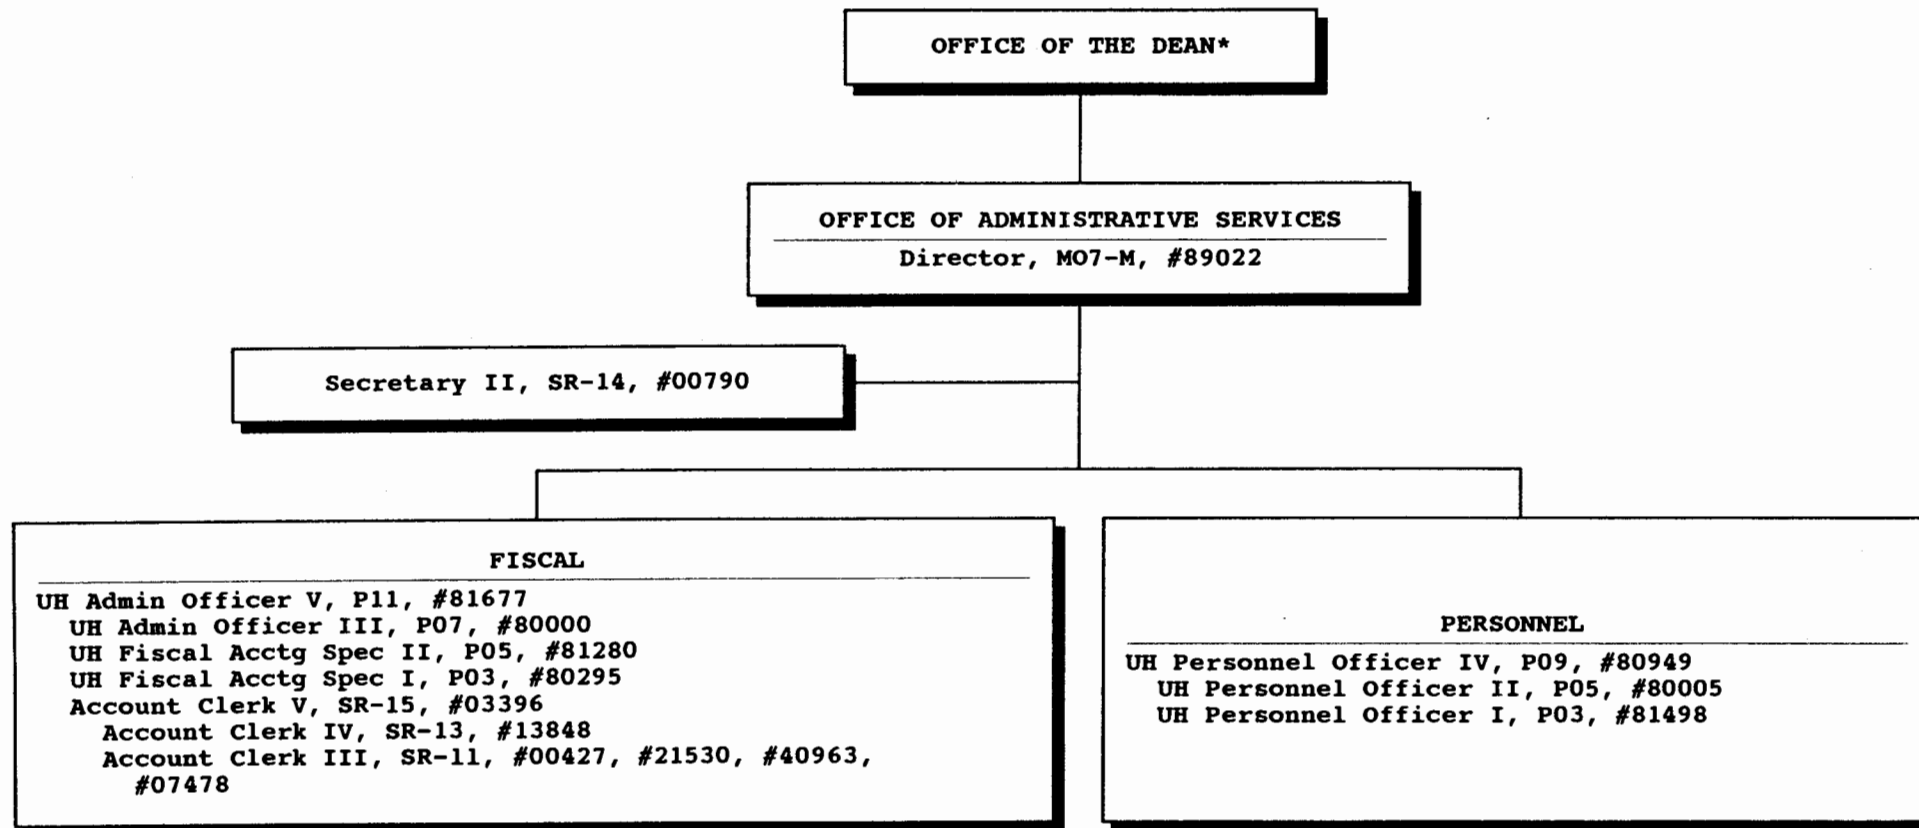 OFFICE OF THE DEAN*
OFFICE OF ADMINISTRATIVE SERVICES
Director, MO7-M, #89022
Secretary II, SR-14, #00790
FISCAL
UH Admin Officer V, P11, #81677
UH Admin Officer III, P07, #80000
UH Fiscal Acctg Spec II, P05, #81280
UH Fiscal Acctg Spec I, P03, #80295
Account Clerk V, SR-15, #03396
Account Clerk IV, SR-13, #13848
Account Clerk III, SR-11, #00427, #21530, #40963,
#07478
PERSONNEL
UH Personnel Officer IV, P09, #80949
UH Personnel Officer II, P05, #80005
UH Personnel Officer I, P03, #81498